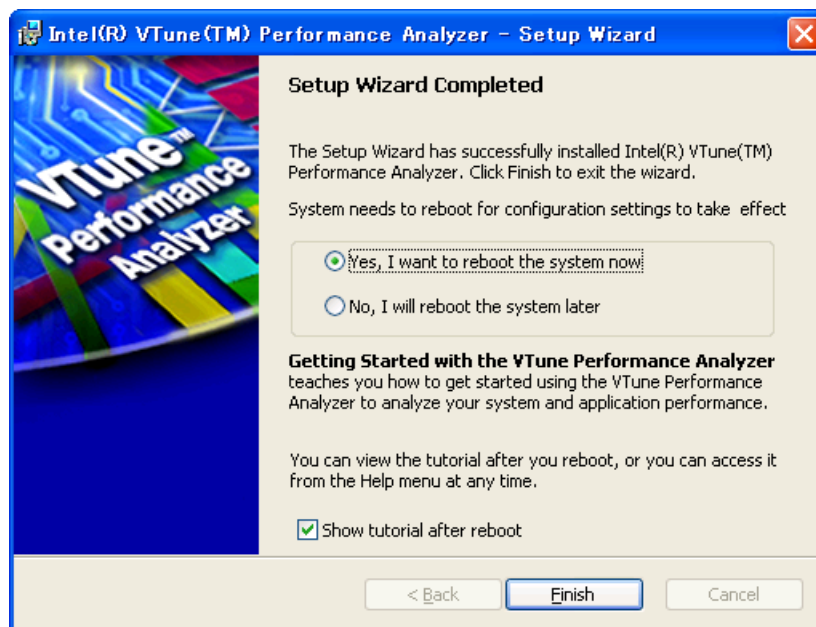 Intel(R) VTune(TM) Performance Analyzer - Setup Wizard
VTune™
Performance
Analyzer
Setup Wizard Completed
The Setup Wizard has successfully installed Intel(R) VTune(TM)
Performance Analyzer. Click Finish to exit the wizard.
System needs to reboot for configuration settings to take effect
Yes, I want to reboot the system now
No, I will reboot the system later
Getting Started with the VTune Performance Analyzer
teaches you how to get started using the VTune Performance
Analyzer to analyze your system and application performance.
You can view the tutorial after you reboot, or you can access it
from the Help menu at any time.
Show tutorial after reboot
< Back
Finish
Cancel